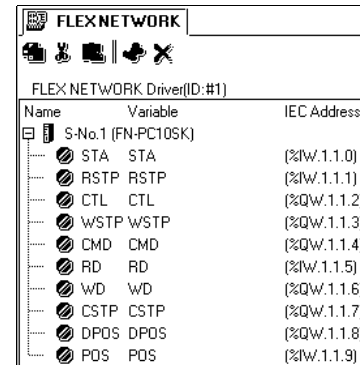 FLEXNETWORK
FLEX NETWORK Driver(ID:#1)
Name Variable IEC Address
S-No.1 (FN-PC10SK)
STA STA (%IW.1.1.0)
RSTP RSTP (%IW.1.1.1)
CTL CTL (%QW.1.1.2
WSTP WSTP (%QW.1.1.3
CMD CMD (%QW.1.1.4
RD RD (%IW.1.1.5)
WD WD (%QW.1.1.6
CSTP CSTP (%QW.1.1.7
DPOS DPOS (%QW.1.1.8
POS POS (%IW.1.1.9)